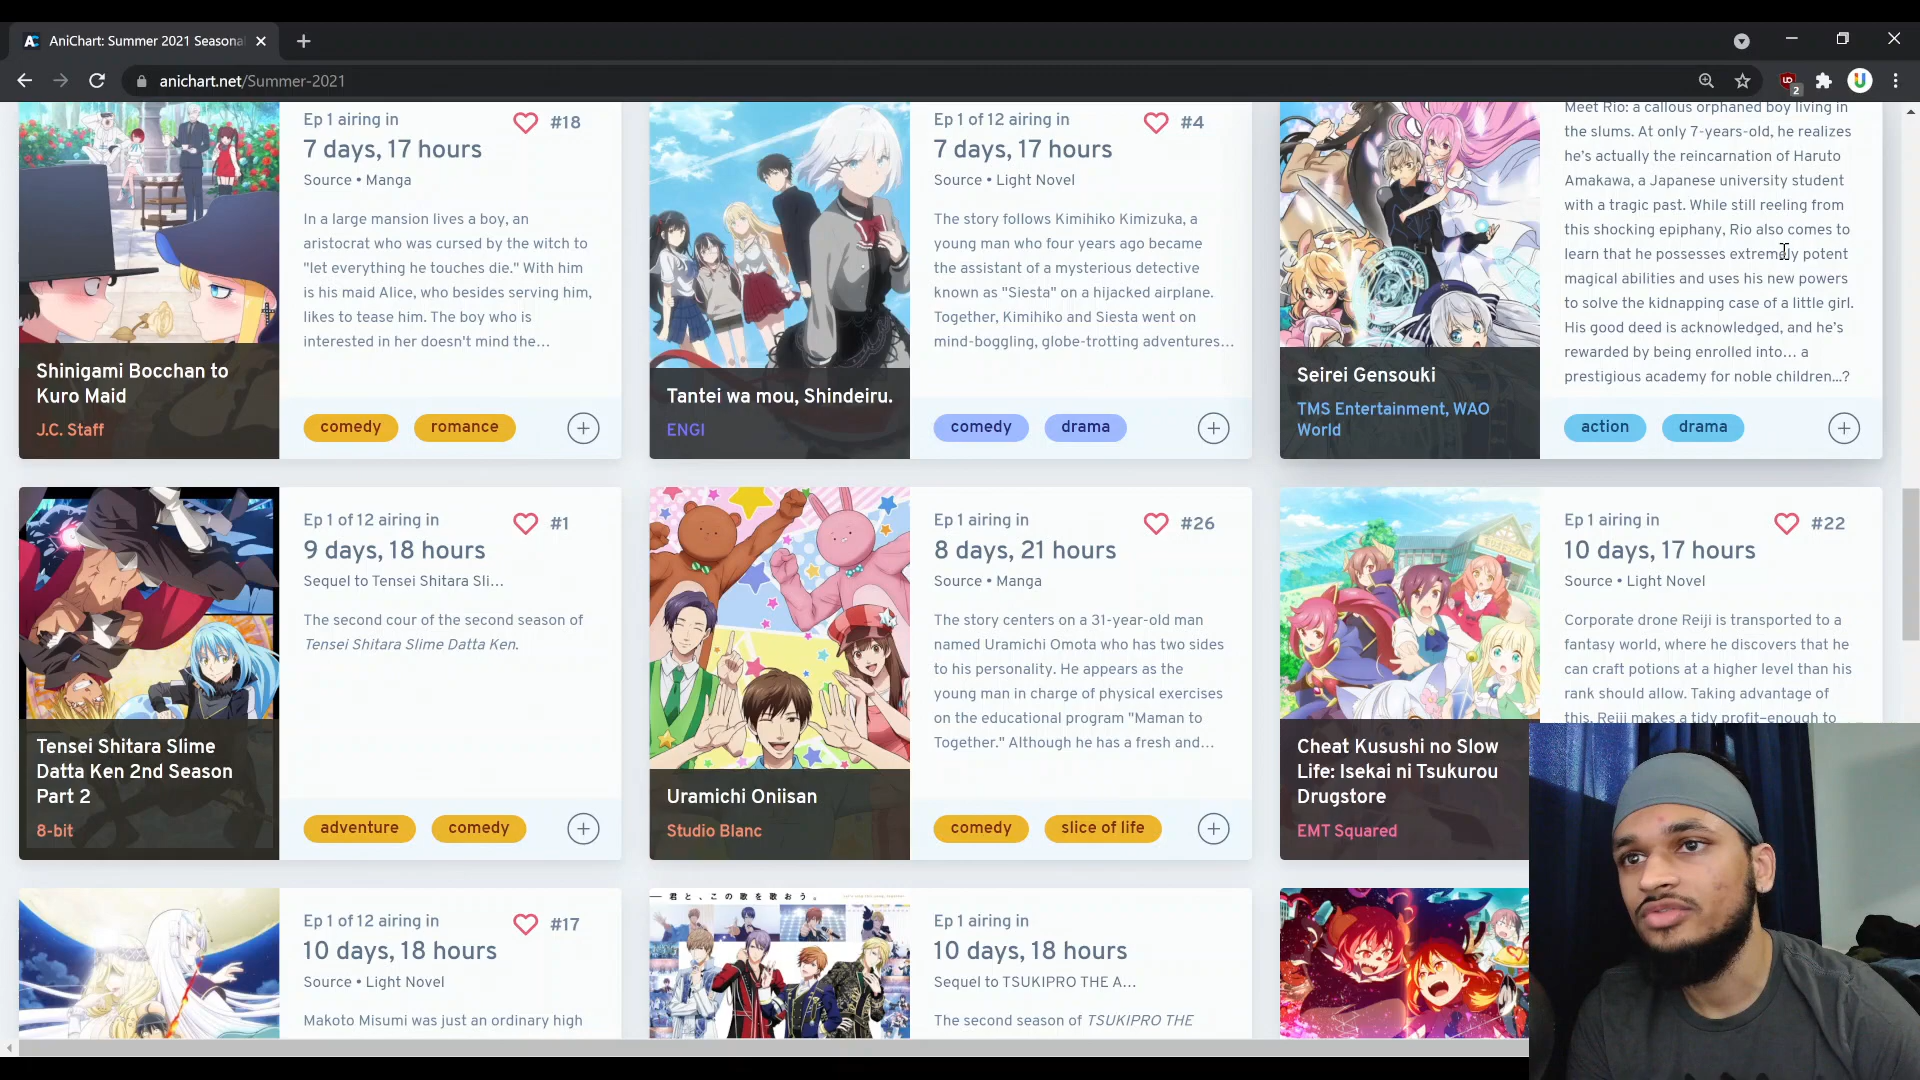 AniChart: Summer 2021 Seasonal
anichart.net/Summer-2021
2
Ep 1 airing in
#18
7 days, 17 hours
Source • Manga
In a large mansion lives a boy, an
aristocrat who was cursed by the witch to
"let everything he touches die." With him
is his maid Alice, who besides serving him,
likes to tease him. The boy who is
interested in her doesn't mind the...
Shinigami Bocchan to
Kuro Maid
J.C. Staff
comedy
romance
Ep 1 of 12 airing in
#4
7 days, 17 hours
Source • Light Novel
The story follows Kimihiko Kimizuka, a
young man who four years ago became
the assistant of a mysterious detective
known as "Siesta" on a hijacked airplane.
Together, Kimihiko and Siesta went on
mind-boggling, globe-trotting adventures...
Tantei wa mou, Shindeiru.
ENGI
comedy
drama
Meet Rio: a callous orphaned boy living in
the slums. At only 7-years-old, he realizes
he's actually the reincarnation of Haruto
Amakawa, a Japanese university student
with a tragic past. While still reeling from
this shocking epiphany, Rio also comes to
learn that he possesses extremely potent
magical abilities and uses his new powers
to solve the kidnapping case of a little girl.
His good deed is acknowledged, and he's
rewarded by being enrolled into... a
prestigious academy for noble children...?
Seirei Gensouki
TMS Entertainment, WAO
World
action
drama
Ep 1 of 12 airing in
#1
9 days, 18 hours
Sequel to Tensei Shitara Sli...
The second cour of the second season of
Tensei Shitara Slime Datta Ken.
Tensei Shitara Slime
Datta Ken 2nd Season
Part 2
8-bit
adventure
comedy
Ep 1 airing in
#26
8 days, 21 hours
Source • Manga
The story centers on a 31-year-old man
named Uramichi Omota who has two sides
to his personality. He appears as the
young man in charge of physical exercises
on the educational program "Maman to
Together." Although he has a fresh and...
Uramichi Oniisan
Studio Blanc
comedy
slice of life
Ep 1 airing in
#22
10 days, 17 hours
Source • Light Novel
Corporate drone Reiji is transported to a
fantasy world, where he discovers that he
can craft potions at a higher level than his
rank should allow. Taking advantage of
this, Reiji makes a tidy profit–enough to
Cheat Kusushi no Slow
Life: Isekai ni Tsukurou
Drugstore
EMT Squared
Ep 1 of 12 airing in
#17
10 days, 18 hours
Source • Light Novel
Makoto Misumi was just an ordinary high
君と、この歌を歌おう。
Ep 1 airing in
10 days, 18 hours
Sequel to TSUKIPRO THE A...
The second season of TSUKIPRO THE